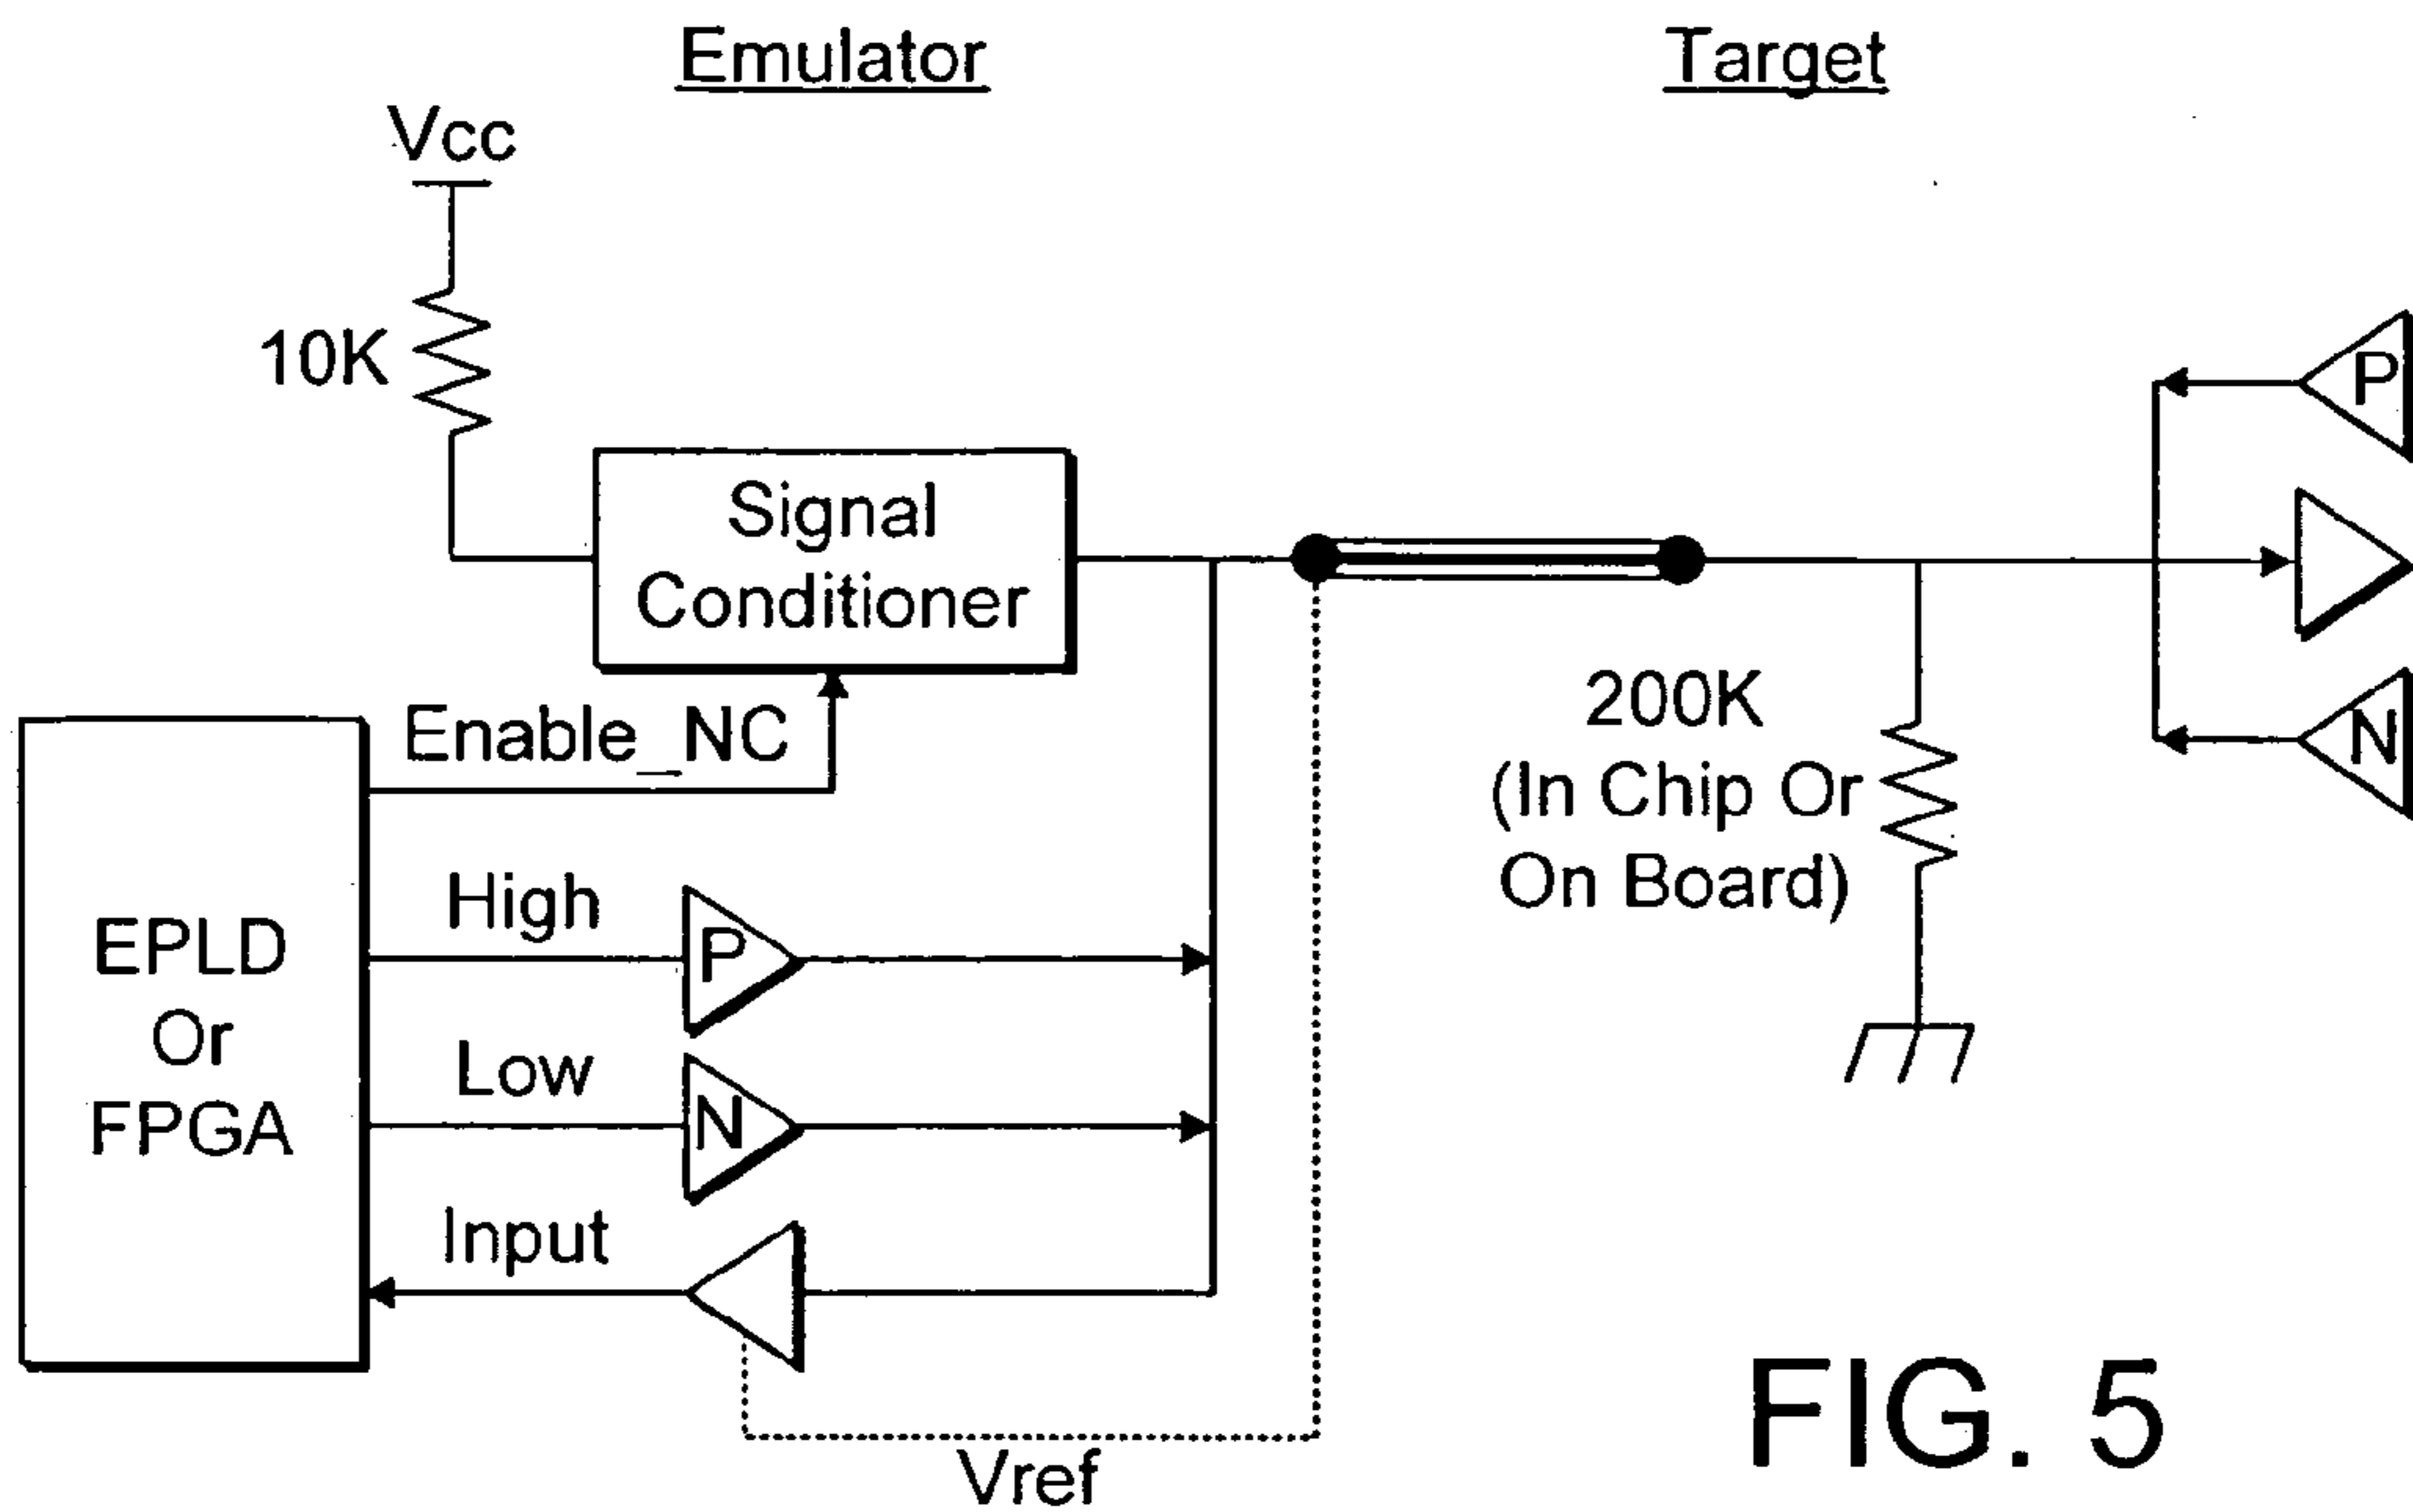 Emulator
Target
Vcc
10K
P
Signal
Conditioner
Enable_NC
200K
(In Chip Or
On Board)
N
High
P
EPLD
Or
FPGA
Low
N
Input
Vref
FIG. 5